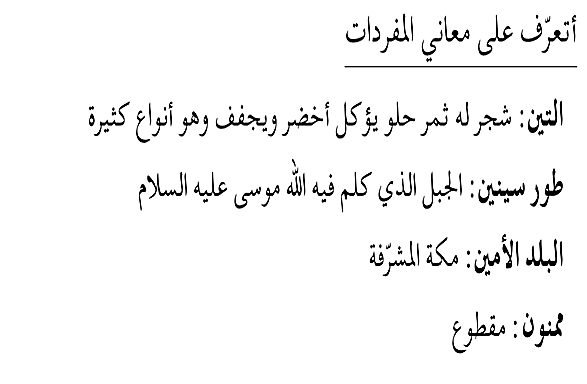 أتعرّف على معاني المفردات
التين: شجر له ثمر حلو يؤكل أخضر ويجفف وهو أنواع كثيرة
طور سينين: الجبل الذي كلم فيه الله موسى عليه السلام
البلد الأمين: مكة المشرّفة
ممنون: مقطوع